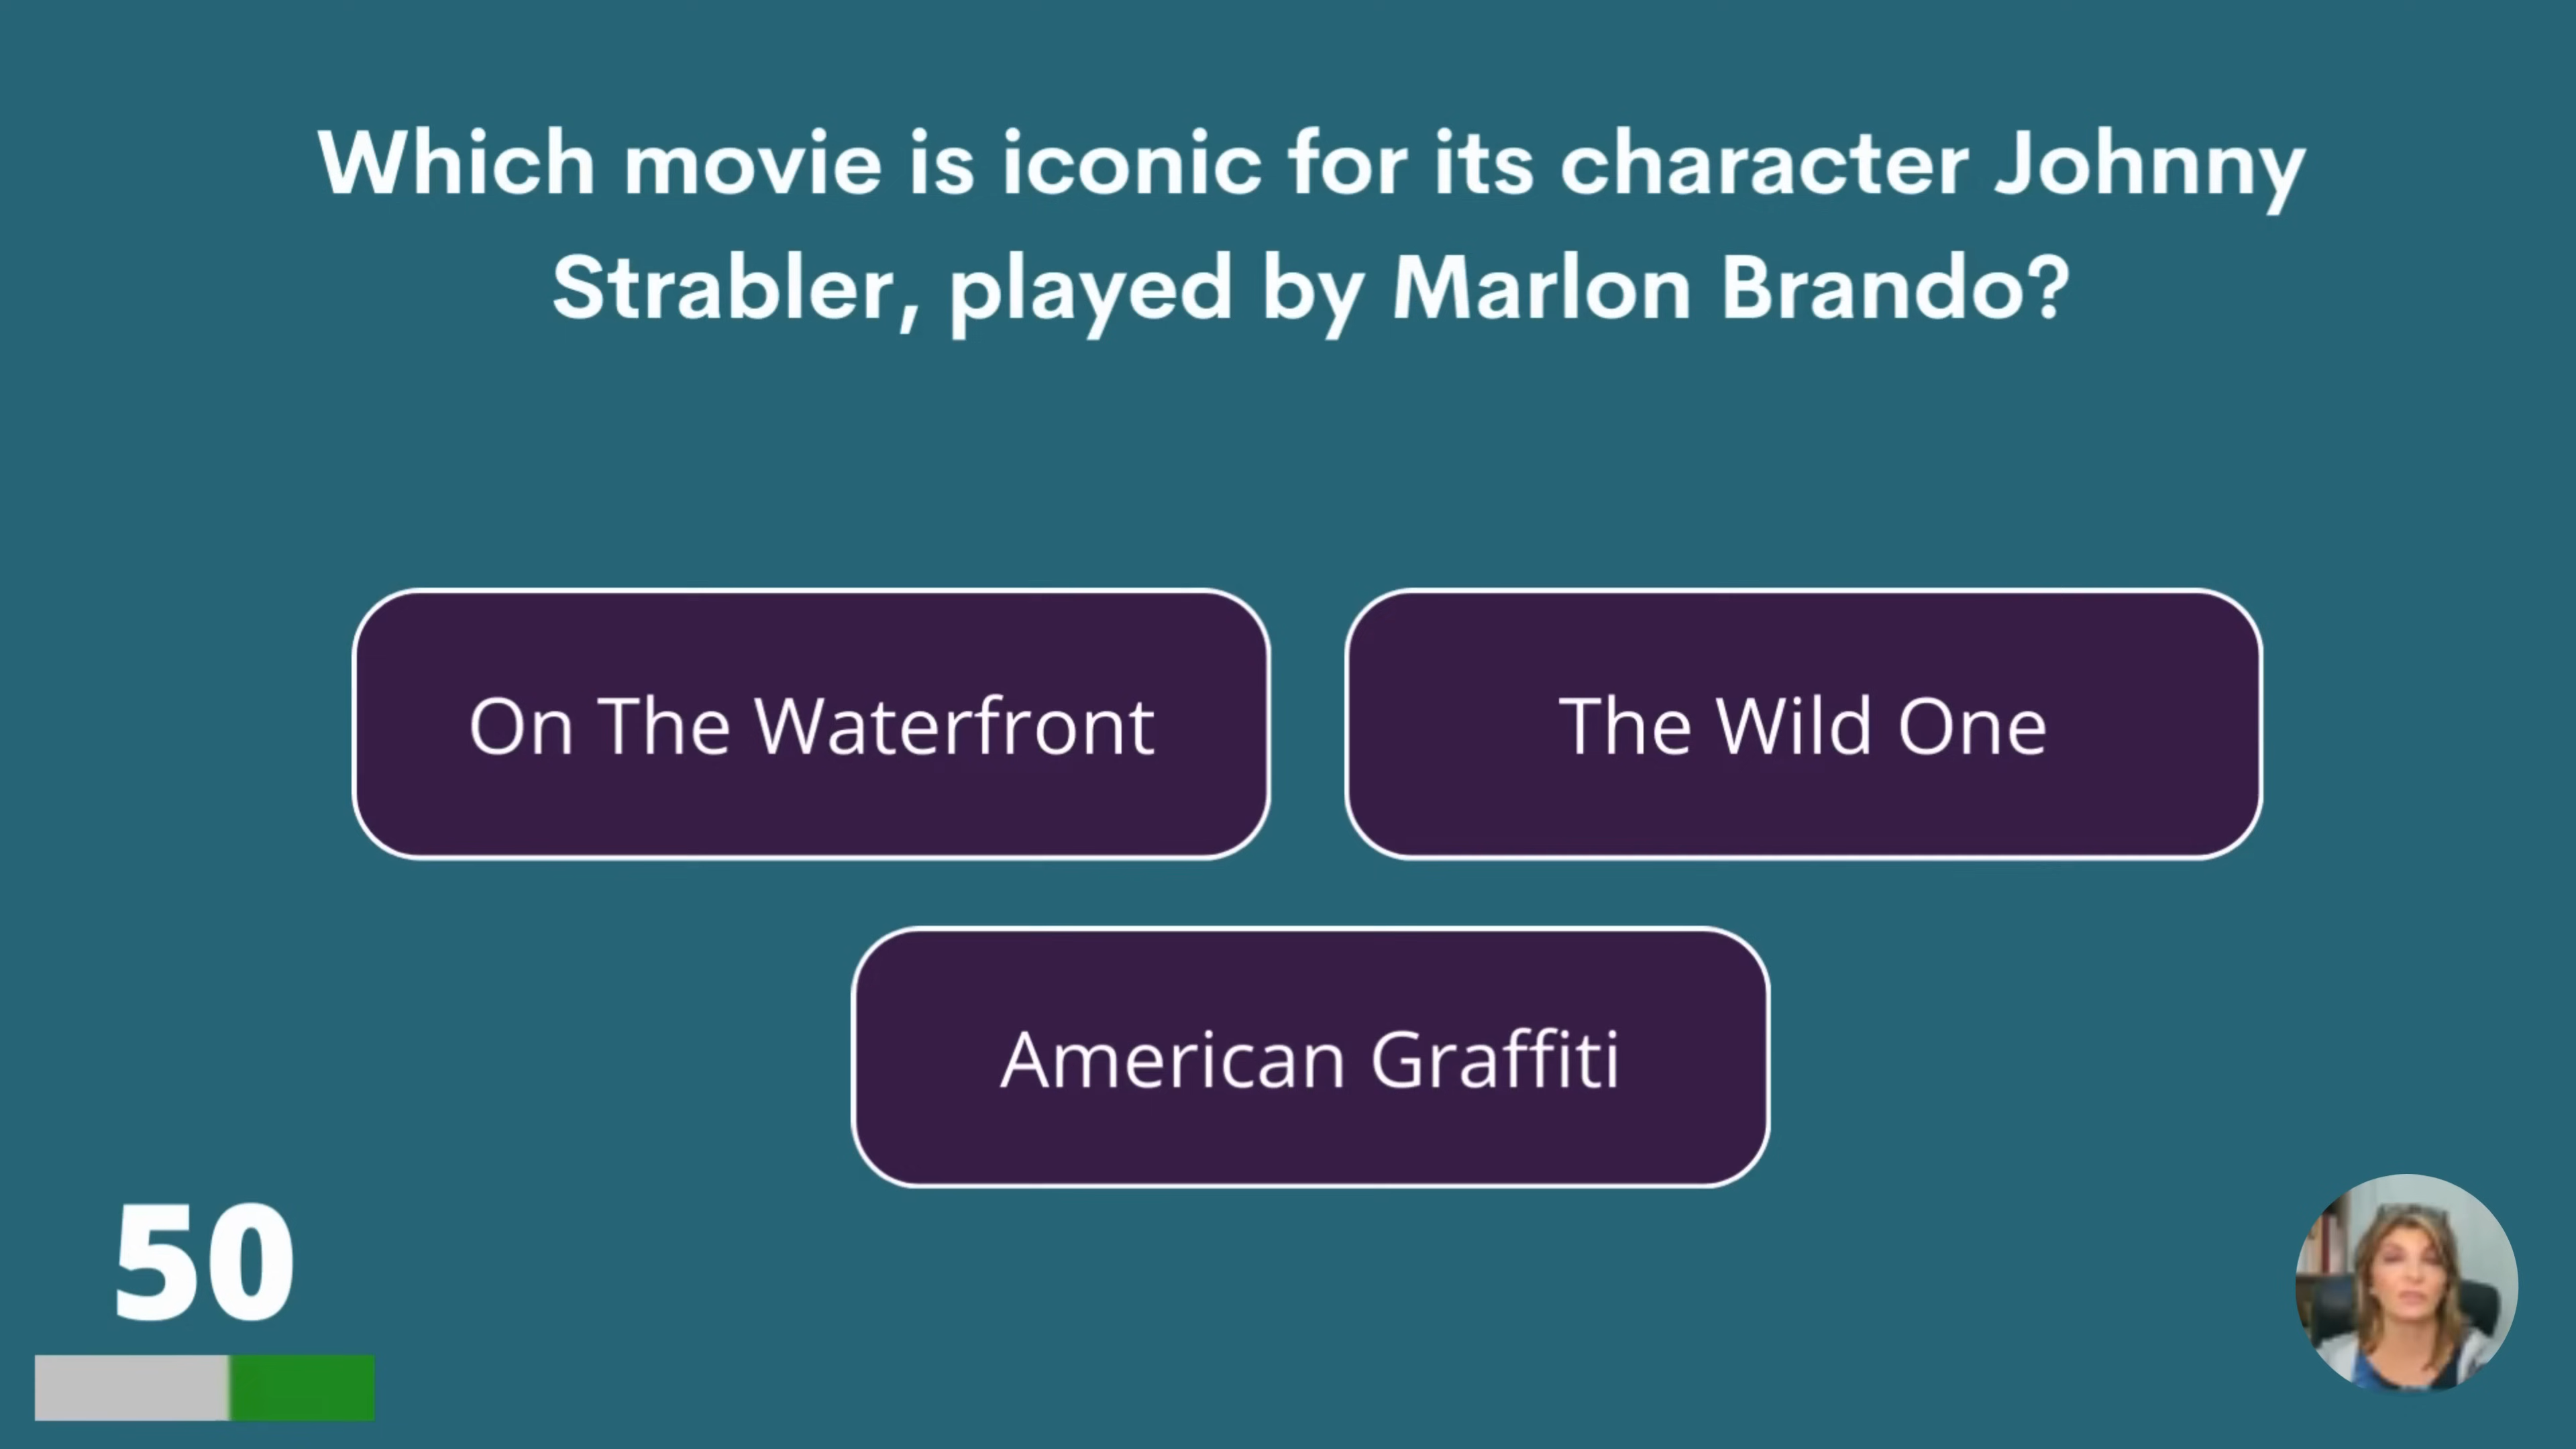 Which movie is iconic for its character Johnny
Strabler, played by Marlon Brando?
On The Waterfront
The Wild One
American Graffiti
50